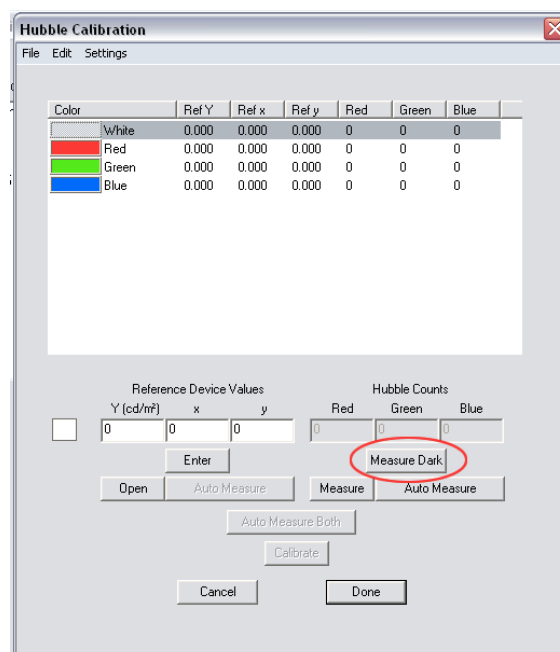 Hubble Calibration
File Edit Settings
Color Ref Y Ref x Ref y Red Green Blue
White 0.000 0.000 0.000 0 0 0
Red 0.000 0.000 0.000 0 0 0
Green 0.000 0.000 0.000 0 0 0
Blue 0.000 0.000 0.000 0 0 0
Reference Device Values Hubble Counts
Y (cd/m²) x y Red Green Blue
0 0 0 0 0 0
Enter Measure Dark
Open Auto Measure Measure Auto Measure
Auto Measure Both
Calibrate
Cancel Done